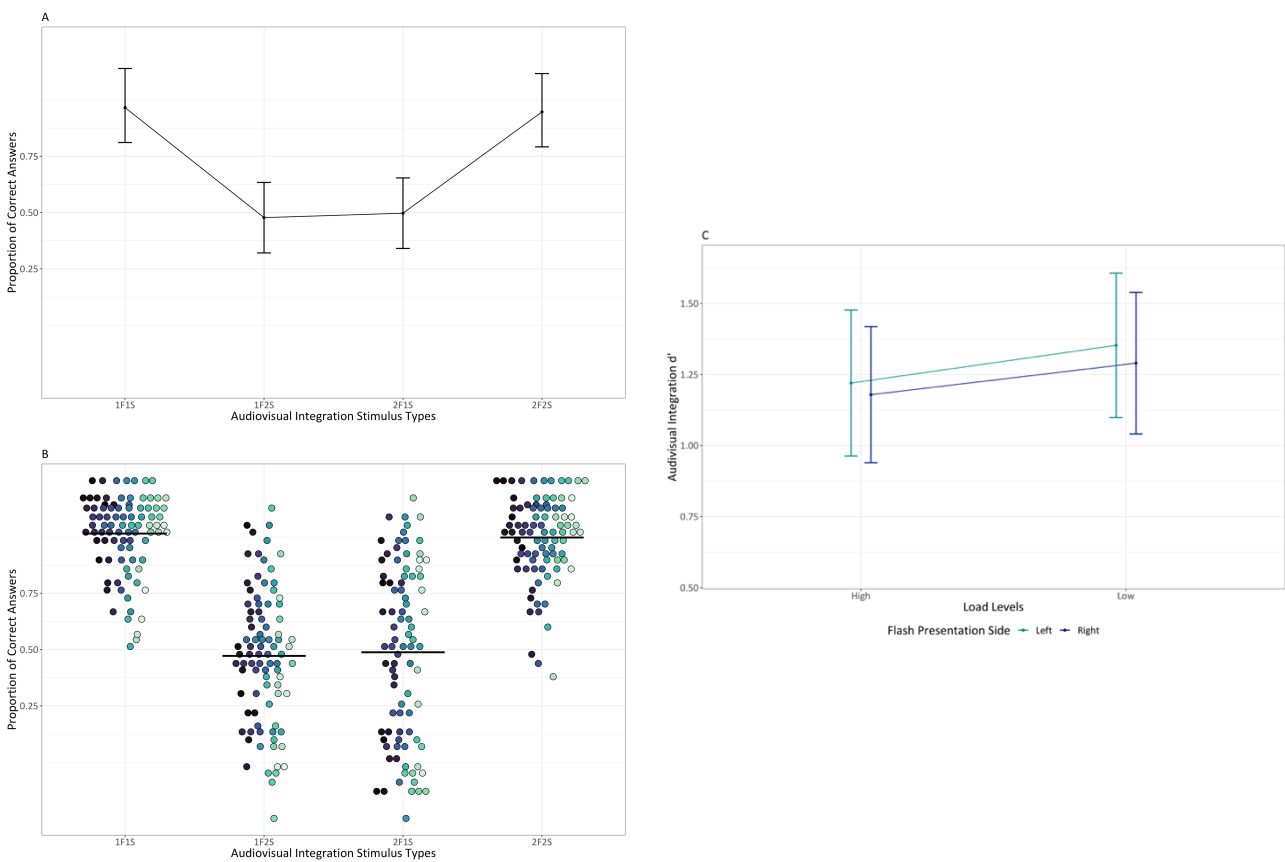 A
Proportion of Correct Answers
0.75
0.50
0.25
1F1S 1F2S 2F1S 2F2S
Audiovisual Integration Stimulus Types
B
Proportion of Correct Answers
0.75
0.50
0.25
1F1S 1F2S 2F1S 2F2S
Audiovisual Integration Stimulus Types
C
Audivisual Integration d'
1.50
1.25
1.00
0.75
0.50
High Low
Load Levels
Flash Presentation Side Left Right